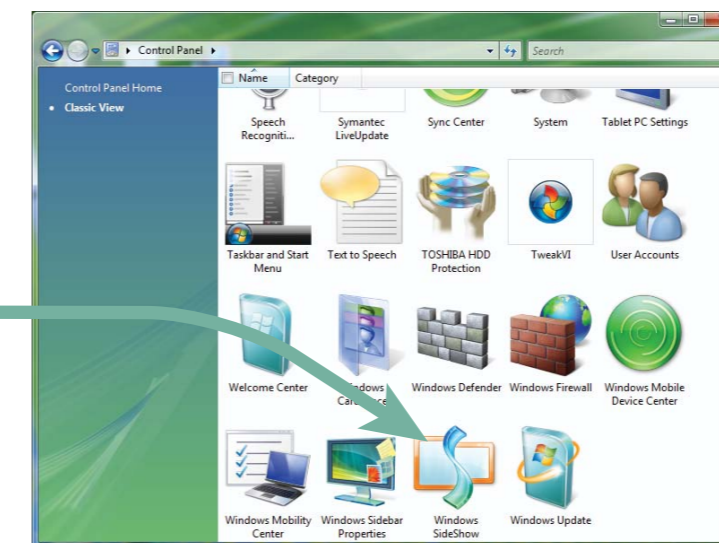 Control Panel
Search
Control Panel Home
Classic View
Name Category
Speech Recogniti...
Symantec LiveUpdate
Sync Center
System
Tablet PC Settings
Taskbar and Start Menu
Text to Speech
TOSHIBA HDD Protection
TweakVI
User Accounts
Welcome Center
Windows
Windows Defender
Windows Firewall
Windows Mobile Device Center
Windows Mobility Center
Windows Sidebar Properties
Windows SideShow
Windows Update